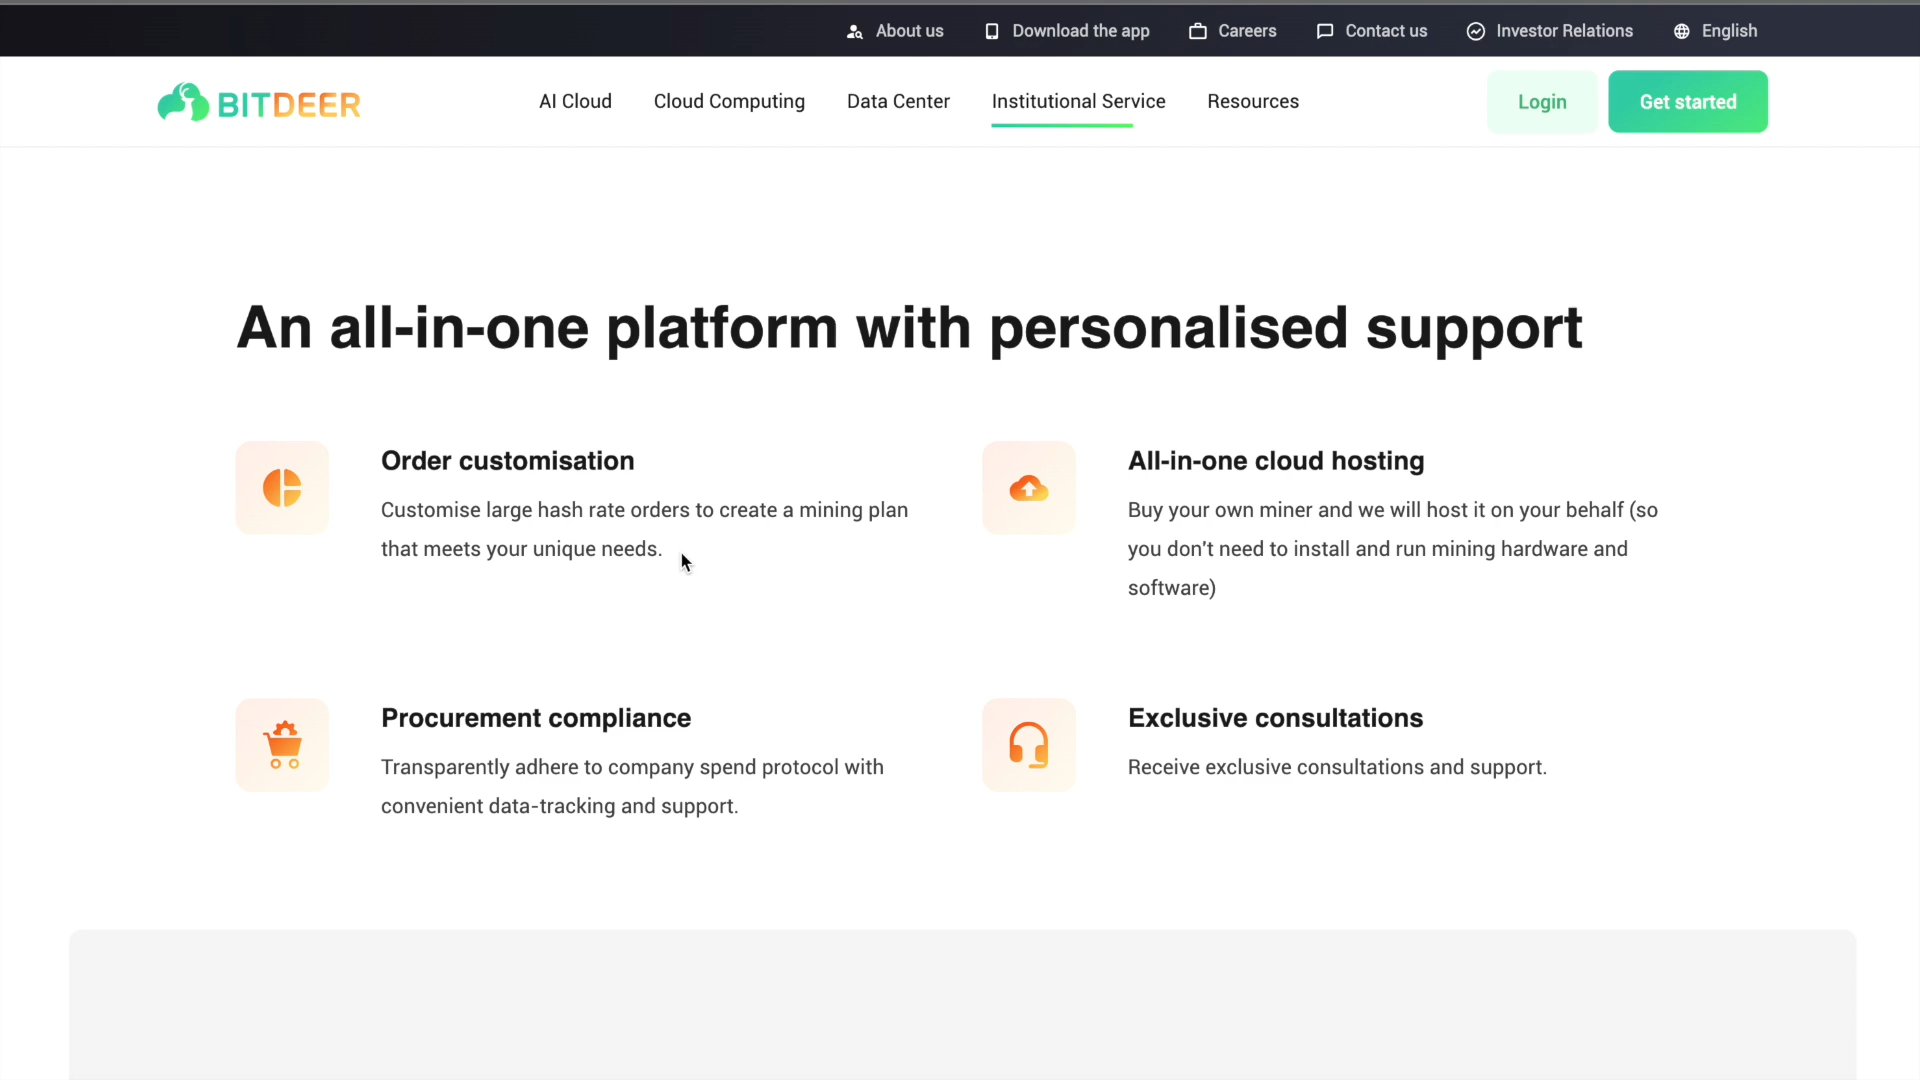 About us
Download the app
Careers
Contact us
Investor Relations
English
BITDEER
AI Cloud
Cloud Computing
Data Center
Institutional Service
Resources
Login
Get started
An all-in-one platform with personalised support
Order customisation
Customise large hash rate orders to create a mining plan
that meets your unique needs.
All-in-one cloud hosting
Buy your own miner and we will host it on your behalf (so
you don't need to install and run mining hardware and
software)
Procurement compliance
Transparently adhere to company spend protocol with
convenient data-tracking and support.
Exclusive consultations
Receive exclusive consultations and support.